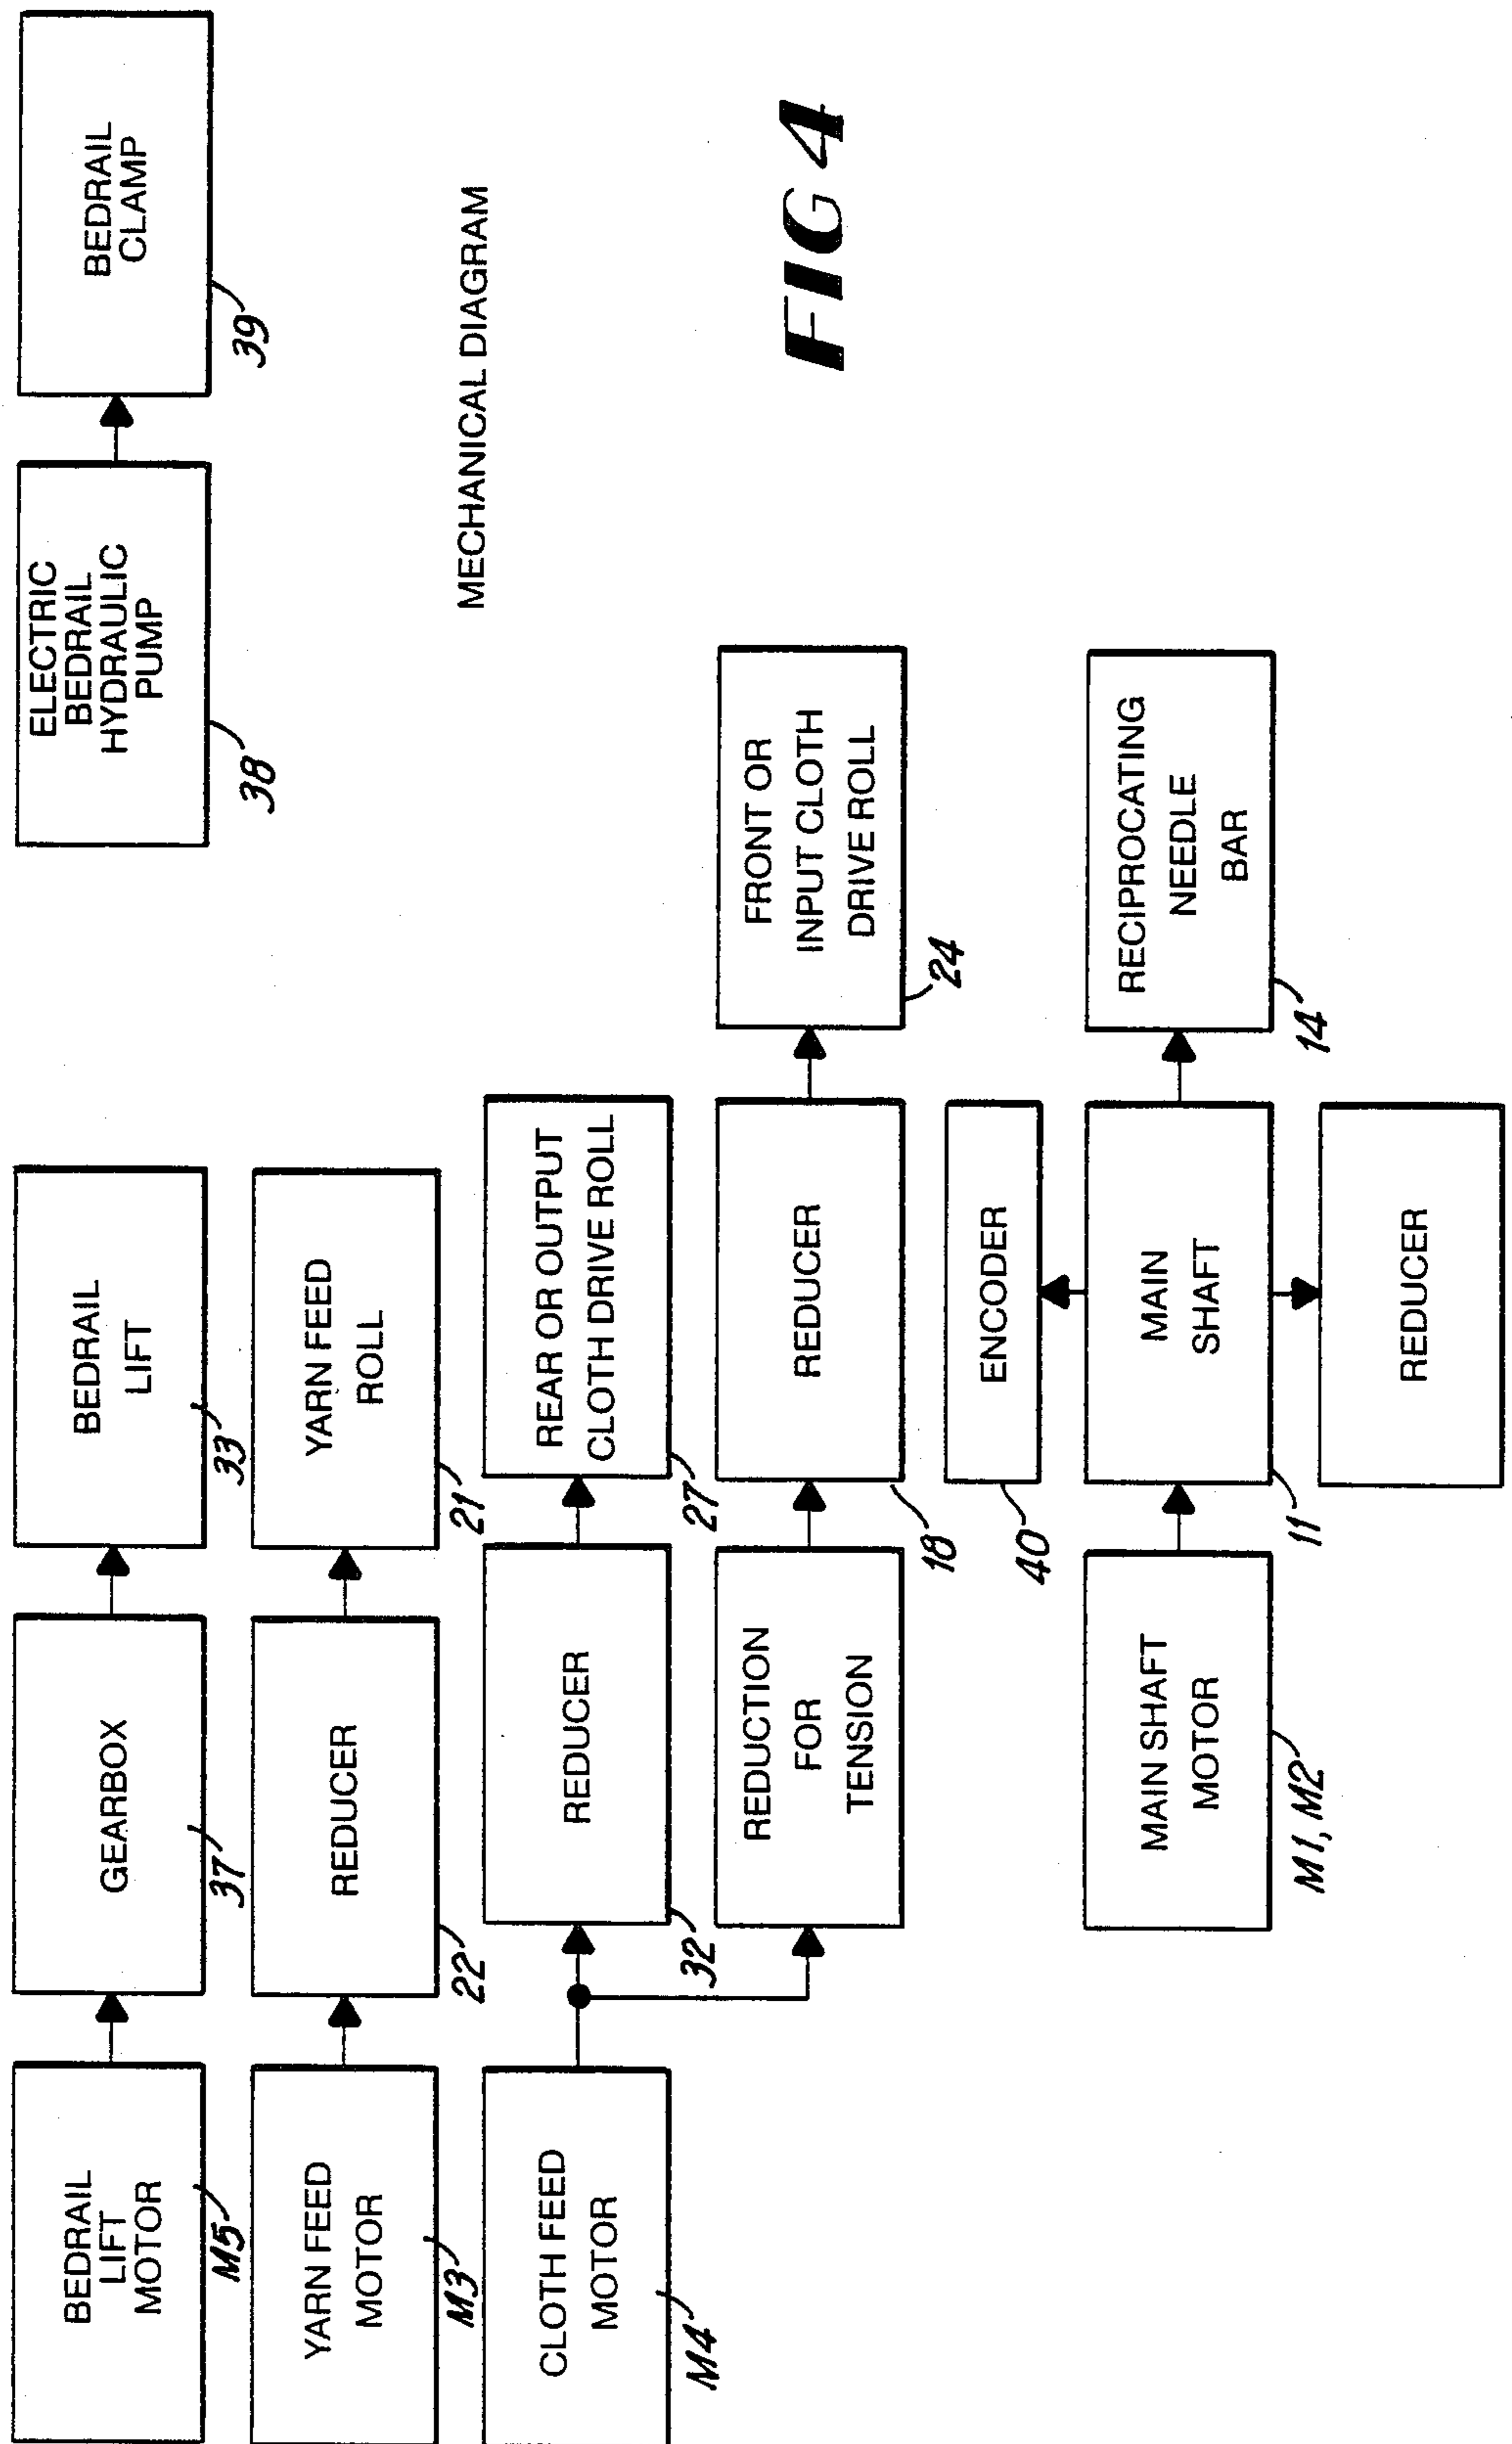 BEDRAIL
LIFT
MOTOR
M5
GEARBOX
37
BEDRAIL
LIFT
33
ELECTRIC
BEDRAIL
HYDRAULIC
PUMP
38
BEDRAIL
CLAMP
39
YARN FEED
MOTOR
M3
REDUCER
22
YARN FEED
ROLL
21
MECHANICAL DIAGRAM
CLOTH FEED
MOTOR
M4
REDUCER
32
REAR OR OUTPUT
CLOTH DRIVE ROLL
27
REDUCTION
FOR
TENSION
REDUCER
18
FRONT OR
INPUT CLOTH
DRIVE ROLL
24
FIG 4
ENCODER
40
MAIN SHAFT
MOTOR
M1, M2
MAIN
SHAFT
11
RECIPROCATING
NEEDLE
BAR
14
REDUCER